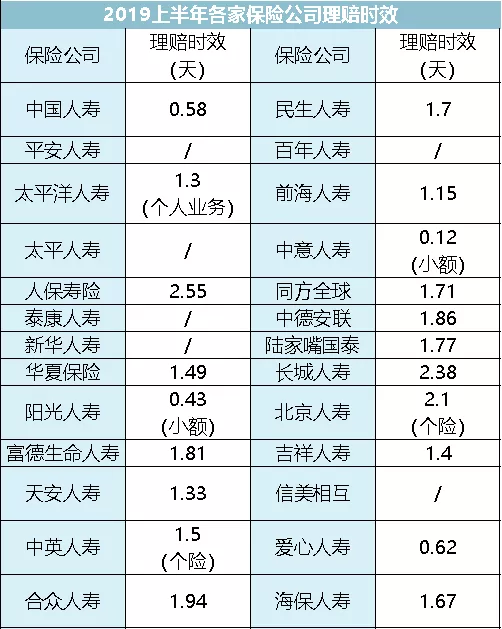 2019上半年各家保险公司理赔时效
保险公司 理赔时效 保险公司 理赔时效
(天) (天)
中国人寿 0.58 民生人寿 1.7
平安人寿 / 百年人寿 /
太平洋人寿 1.3 前海人寿 1.15
(个人业务)
太平人寿 / 中意人寿 0.12
(小额)
人保寿险 2.55 同方全球 1.71
泰康人寿 / 中德安联 1.86
新华人寿 / 陆家嘴国泰 1.77
华夏保险 1.49 长城人寿 2.38
阳光人寿 0.43 北京人寿 2.1
(小额) (个险)
富德生命人寿 1.81 吉祥人寿 1.4
天安人寿 1.33 信美相互 /
中英人寿 1.5 爱心人寿 0.62
(个险)
合众人寿 1.94 海保人寿 1.67